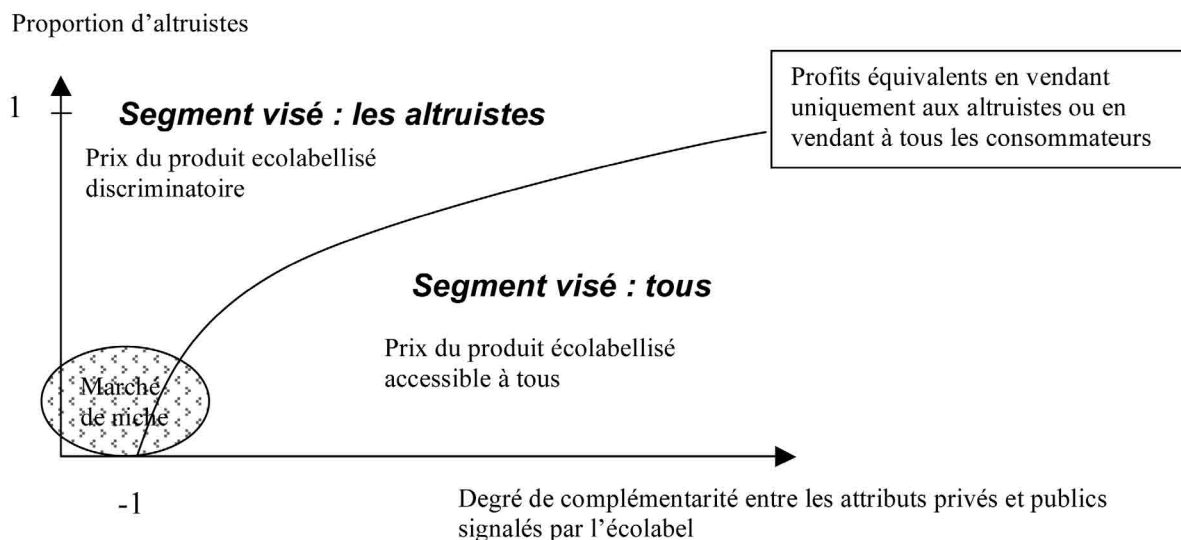 Proportion d'altruistes
1
Segment visé : les altruistes
Prix du produit ecolabellisé
discriminatoire
Profits équivalents en vendant
uniquement aux altruistes ou en
vendant à tous les consommateurs
Segment visé : tous
Prix du produit écolabellisé
accessible à tous
Marché
de niche
-1
Degré de complémentarité entre les attributs privés et publics
signalés par l'écolabel